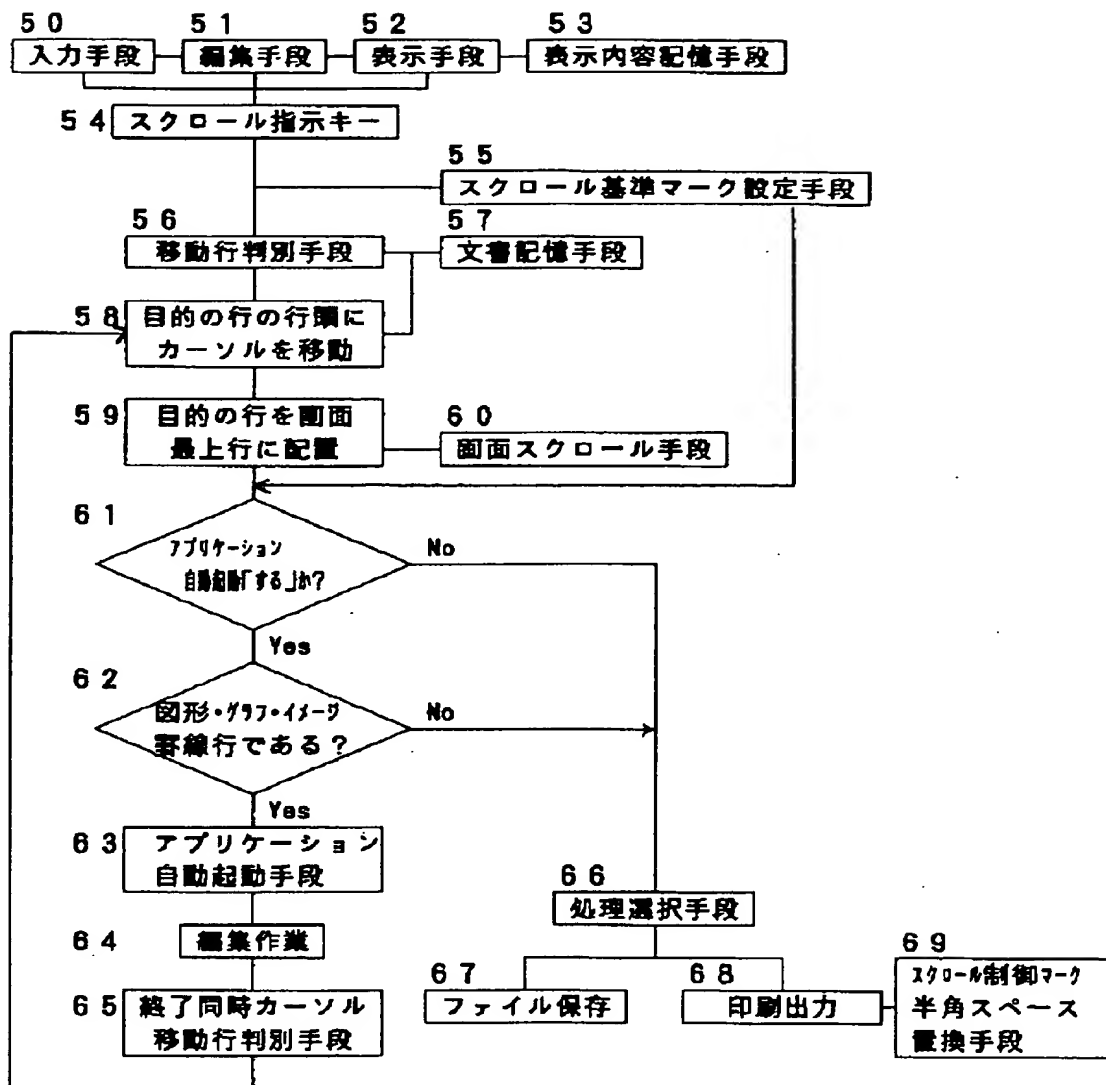 ５０
入力手段
５１
編集手段
５２
表示手段
５３
表示内容記憶手段
５４
スクロール指示キー
５５
スクロール基準マーク設定手段
５６
移動行判別手段
５７
文書記憶手段
５８
目的の行の行頭に
カーソルを移動
５９
目的の行を画面
最上行に配置
６０
画面スクロール手段
６１
ｱﾌﾟﾘｹｰｼｮﾝ
自動起動「する」か?
No
Yes
６２
図形・ｸﾞﾗﾌ・ｲﾒｰｼﾞ
罫線行である？
No
Yes
６３
アプリケーション
自動起動手段
６４
編集作業
６５
終了同時カーソル
移動行判別手段
６６
処理選択手段
６７
ファイル保存
６８
印刷出力
６９
ｽｸﾛｰﾙ制御マーク
半角スペース
置換手段